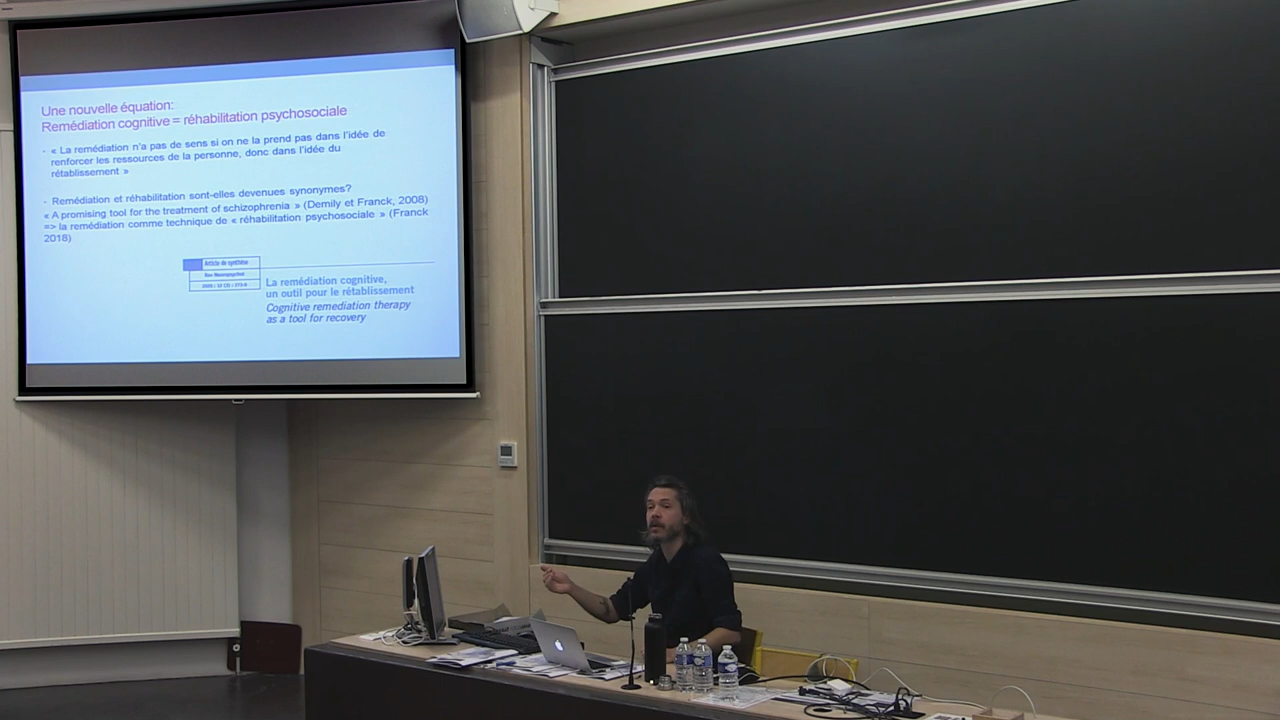 Une nouvelle équation:
Remédiation cognitive = réhabilitation psychosociale
- « La remédiation n'a pas de sens si on ne la prend pas dans l'idée de
renforcer les ressources de la personne, donc dans l'idée du
rétablissement »
- Remédiation et réhabilitation sont-elles devenues synonymes?
« A promising tool for the treatment of schizophrenia » (Demily et Franck, 2008)
=> la remédiation comme technique de « réhabilitation psychosociale » (Franck
2018)
Article de synthèse
La remédiation cognitive,
un outil pour le rétablissement
Cognitive remediation therapy
as a tool for recovery